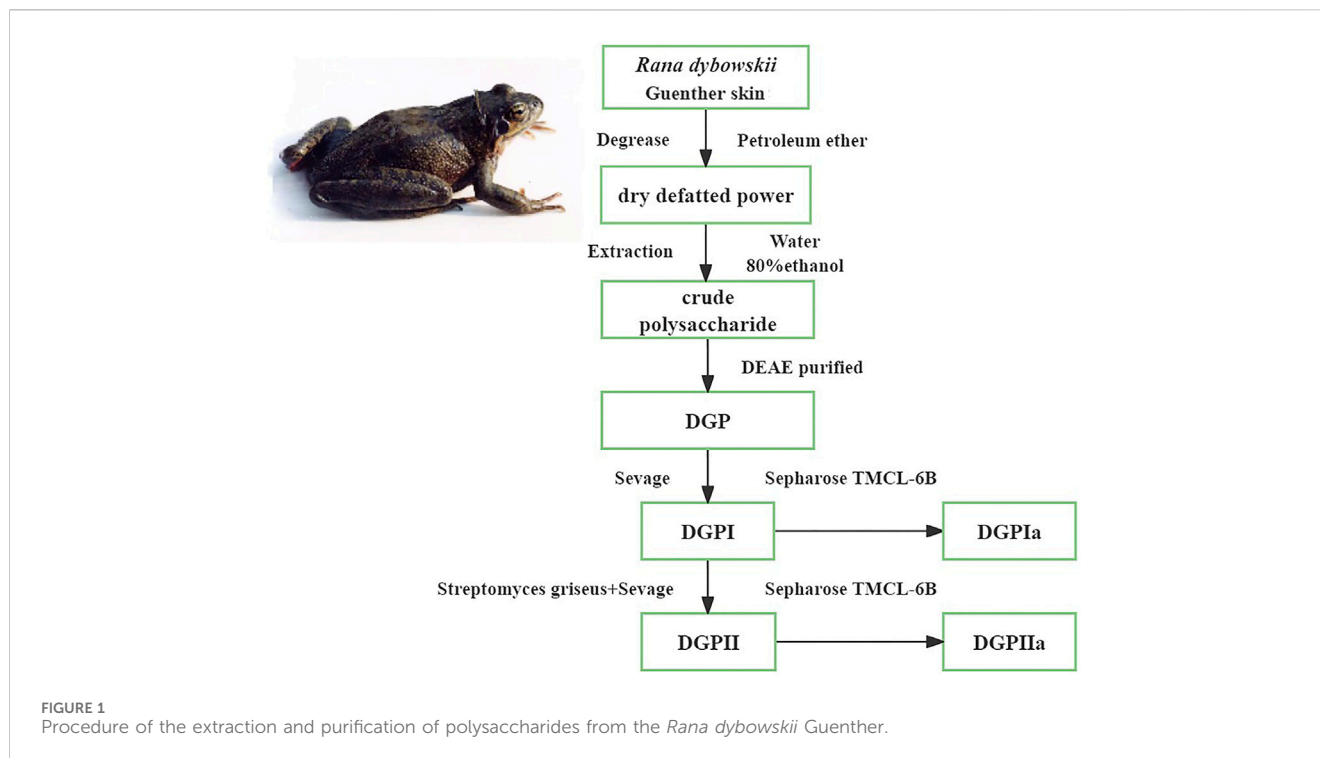 Rana dybowskii
Guenther skin
Degrease
Petroleum ether
dry defatted power
Extraction
Water
80%ethanol
crude
polysaccharide
DEAE purified
DGP
Sevage
Sepharose TMCL-6B
DGPI
DGPIa
Streptomyces griseus+Sevage
Sepharose TMCL-6B
DGPII
DGPIIa
FIGURE 1
Procedure of the extraction and purification of polysaccharides from the Rana dybowskii Guenther.